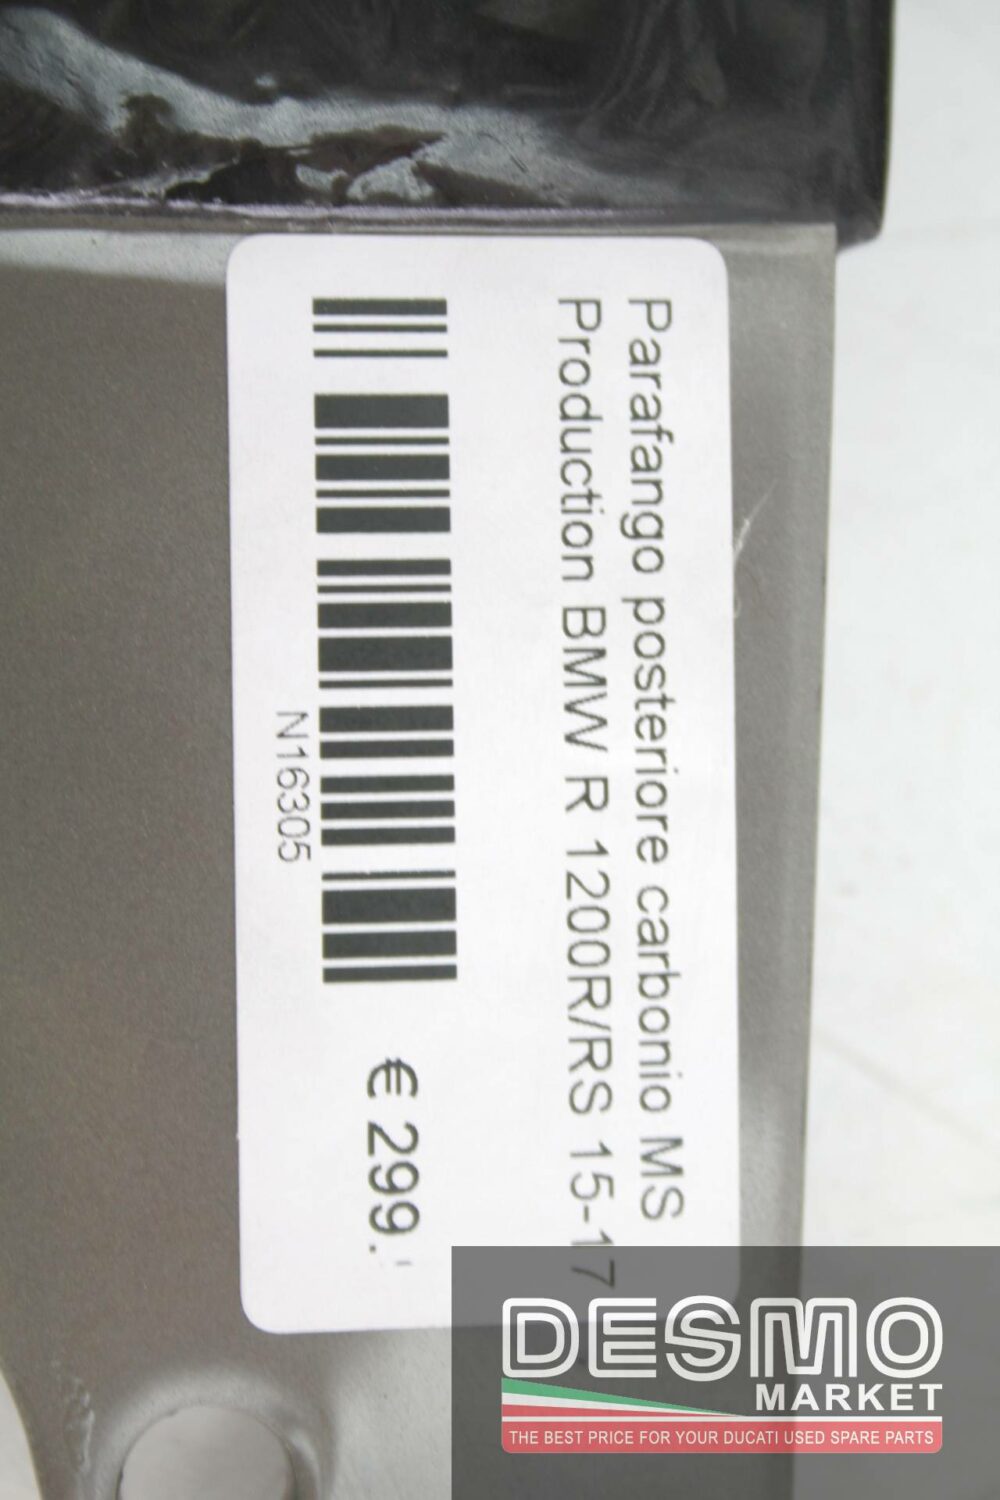 Parafango posteriore carbonio MS
Production BMW R 1200R/RS 15-17
N16305
€ 299.
DESMO
MARKET
THE BEST PRICE FOR YOUR DUCATI USED SPARE PARTS